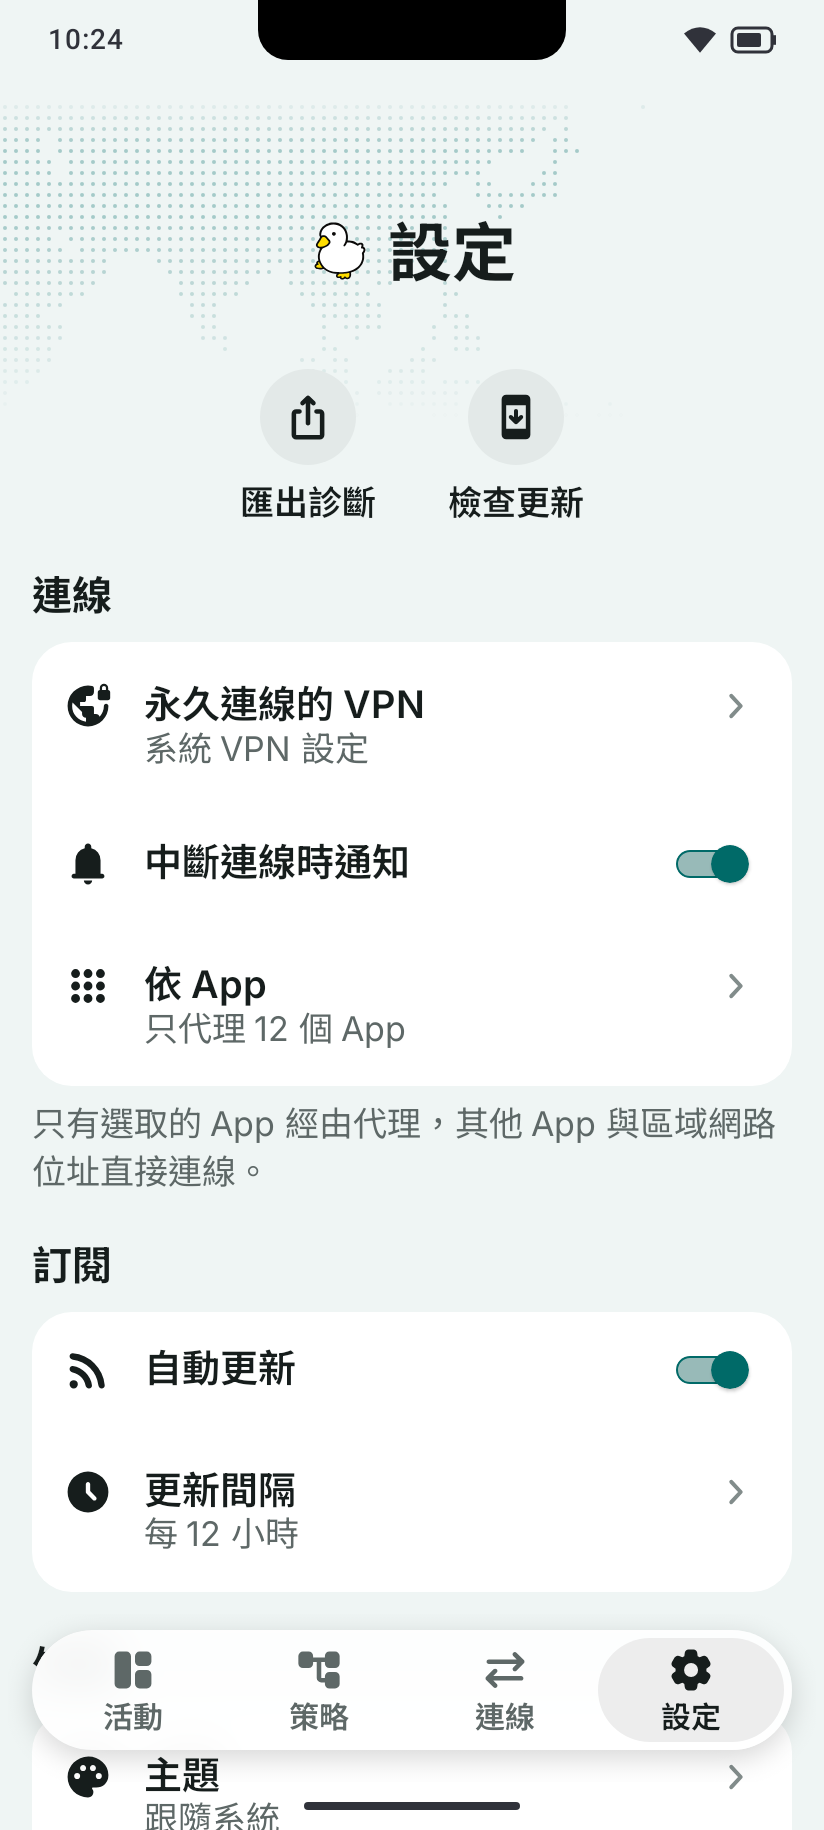 10:24
設定
匯出診斷
檢查更新
連線
永久連線的 VPN
系統 VPN 設定
中斷連線時通知
依 App
只代理 12 個 App
只有選取的 App 經由代理，其他 App 與區域網路
位址直接連線。
訂閱
自動更新
更新間隔
每 12 小時
活動
策略
連線
設定
主題
跟隨系統